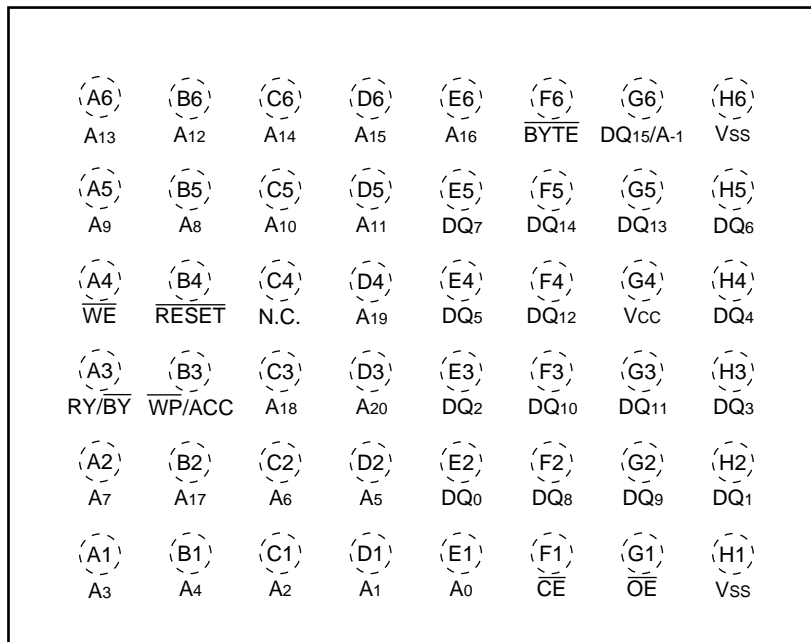 A6 B6 C6 D6 E6 F6 G6 H6
A13 A12 A14 A15 A16 BYTE DQ15/A-1 VSS
A5 B5 C5 D5 E5 F5 G5 H5
A9 A8 A10 A11 DQ7 DQ14 DQ13 DQ6
A4 B4 C4 D4 E4 F4 G4 H4
WE RESET N.C. A19 DQ5 DQ12 VCC DQ4
A3 B3 C3 D3 E3 F3 G3 H3
RY/BY WP/ACC A18 A20 DQ2 DQ10 DQ11 DQ3
A2 B2 C2 D2 E2 F2 G2 H2
A7 A17 A6 A5 DQ0 DQ8 DQ9 DQ1
A1 B1 C1 D1 E1 F1 G1 H1
A3 A4 A2 A1 A0 CE OE VSS